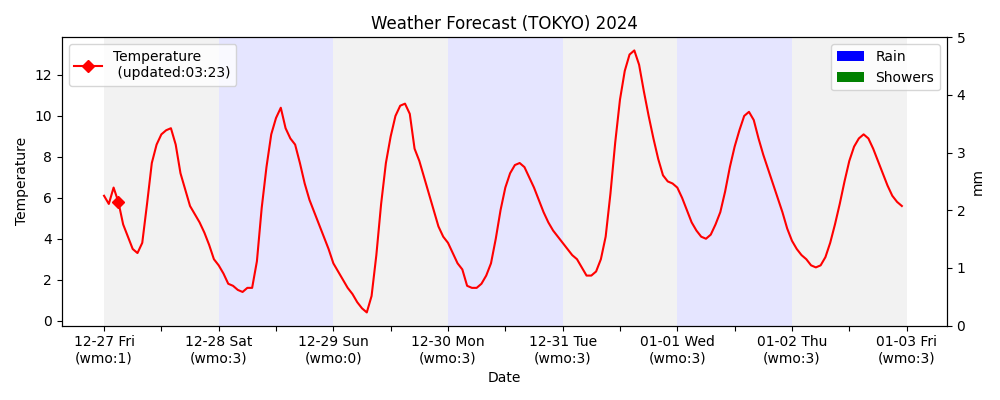 Weather Forecast (TOKYO) 2024
Temperature
(updated:03:23)
Rain
Showers
Temperature
12
10
8
6
4
2
0
5
4
3
2
1
0
mm
12-27 Fri
(wmo:1)
12-28 Sat
(wmo:3)
12-29 Sun
(wmo:0)
12-30 Mon
(wmo:3)
12-31 Tue
(wmo:3)
01-01 Wed
(wmo:3)
01-02 Thu
(wmo:3)
01-03 Fri
(wmo:3)
Date